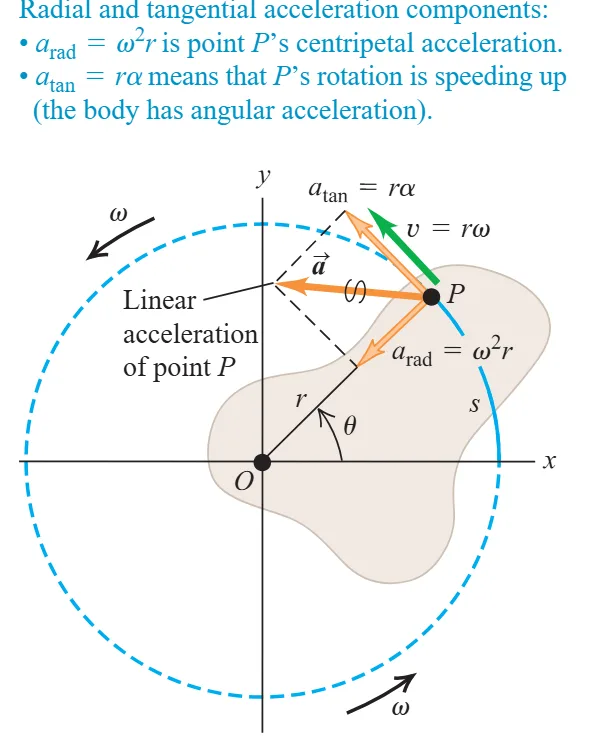 Radial and tangential acceleration components:
• a_rad = ω²r is point P’s centripetal acceleration.
• a_tan = rα means that P’s rotation is speeding up
(the body has angular acceleration).
y
a_tan = rα
ω
v = rω
a⃗
Linear
acceleration
of point P
P
a_rad = ω²r
r
θ
s
x
O
ω